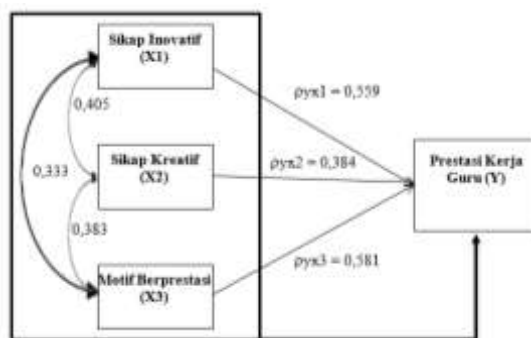 Sikap Inovatif
(X1)
0,405
ρyx1 = 0,559
Sikap Kreatif
(X2)
0,333
ρyx2 = 0,384
Prestasi Kerja
Guru (Y)
0,383
Motif Berprestasi
(X3)
ρyx3 = 0,581